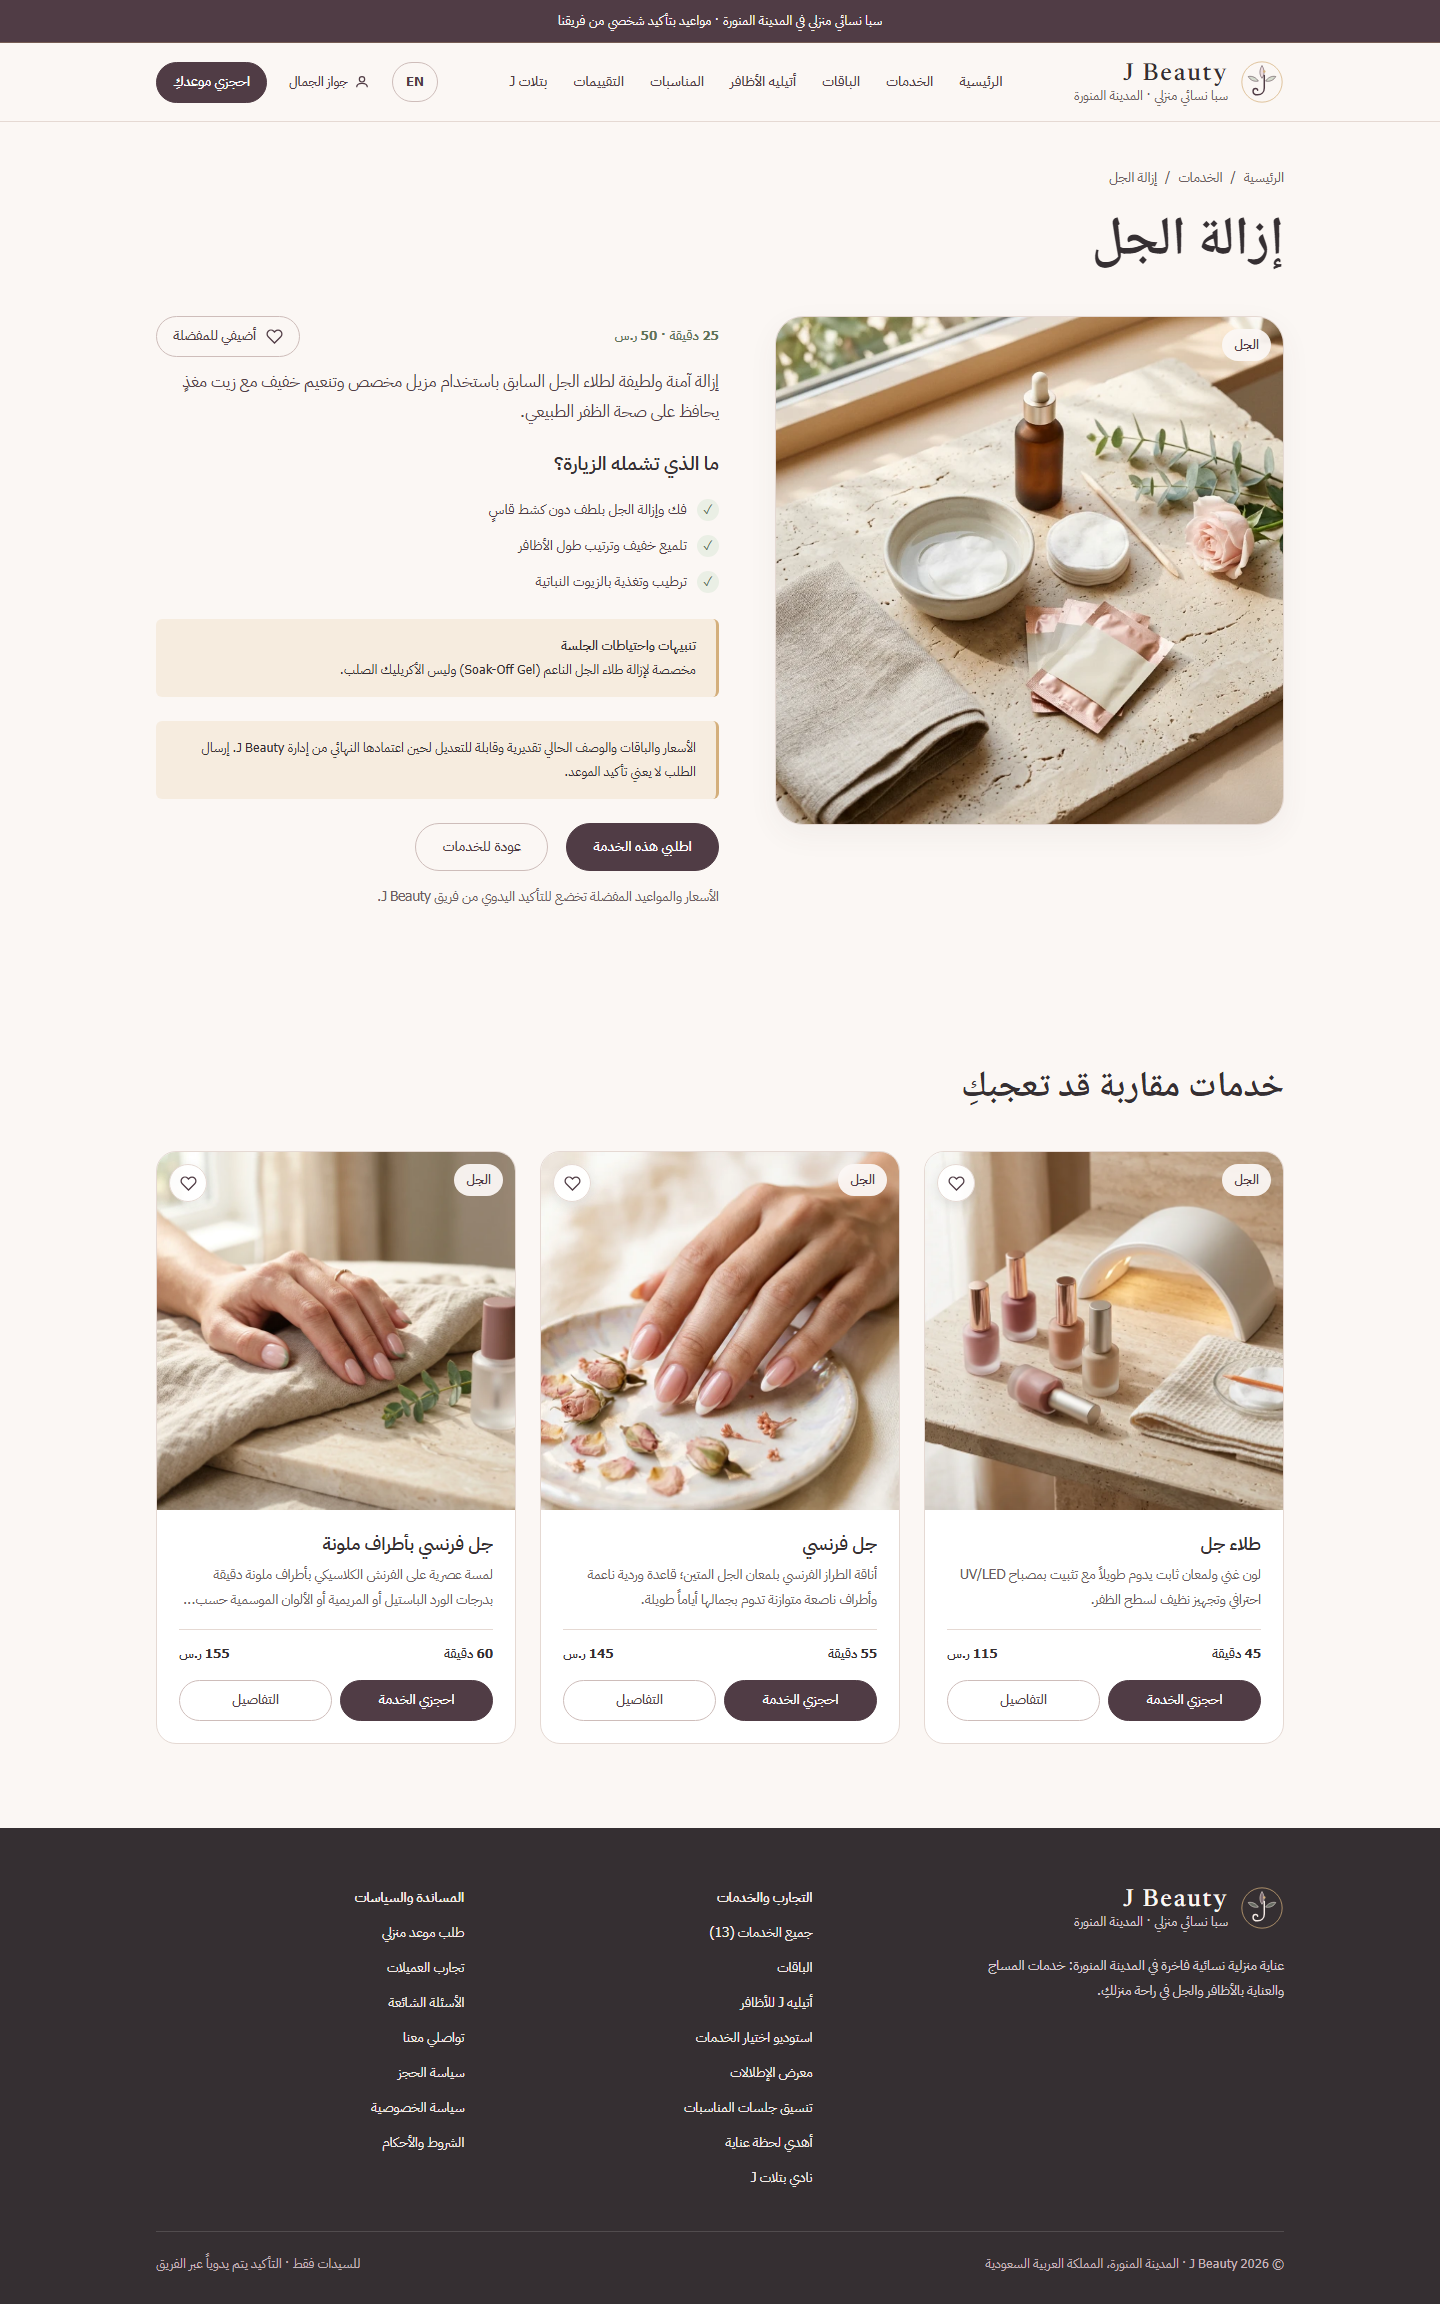 سبا نسائي منزلي في المدينة المنورة · مواعيد بتأكيد شخصي من فريقنا
J Beauty
سبا نسائي منزلي · المدينة المنورة
الرئيسية
الخدمات
الباقات
أتيليه الأظافر
المناسبات
التقييمات
بتلات J
EN
جواز الجمال
احجزي موعدكِ
الرئيسية / الخدمات / إزالة الجل
إزالة الجل
الجل
25 دقيقة · 50 ر.س
أضيفي للمفضلة
إزالة آمنة ولطيفة لطلاء الجل السابق باستخدام مزيل مخصص وتنعيم خفيف مع زيت مغذٍ
يحافظ على صحة الظفر الطبيعي.
ما الذي تشمله الزيارة؟
✓ فك وإزالة الجل بلطف دون كشط قاسٍ
✓ تلميع خفيف وترتيب طول الأظافر
✓ ترطيب وتغذية بالزيوت النباتية
تنبيهات واحتياطات الجلسة
مخصصة لإزالة طلاء الجل الناعم (Soak-Off Gel) وليس الأكريليك الصلب.
الأسعار والباقات والوصف الحالي تقديرية وقابلة للتعديل لحين اعتمادها النهائي من إدارة J Beauty. إرسال
الطلب لا يعني تأكيد الموعد.
اطلبي هذه الخدمة
عودة للخدمات
الأسعار والمواعيد المفضلة تخضع للتأكيد اليدوي من فريق J Beauty.
خدمات مقاربة قد تعجبكِ
الجل
طلاء جل
لون غني ولمعان ثابت يدوم طويلاً مع تثبيت بمصباح UV/LED
احترافي وتجهيز نظيف لسطح الظفر.
45 دقيقة
115 ر.س
احجزي الخدمة
التفاصيل
الجل
جل فرنسي
أناقة الطراز الفرنسي بلمعان الجل المتين؛ قاعدة وردية ناعمة
وأطراف ناصعة متوازنة تدوم بجمالها أياماً طويلة.
55 دقيقة
145 ر.س
احجزي الخدمة
التفاصيل
الجل
جل فرنسي بأطراف ملونة
لمسة عصرية على الفرنش الكلاسيكي بأطراف ملونة دقيقة
بدرجات الورد الباستيل أو المريمية أو الألوان الموسمية حسب...
60 دقيقة
155 ر.س
احجزي الخدمة
التفاصيل
J Beauty
سبا نسائي منزلي · المدينة المنورة
عناية منزلية نسائية فاخرة في المدينة المنورة: خدمات المساج
والعناية بالأظافر والجل في راحة منزلكِ.
التجارب والخدمات
جميع الخدمات (13)
الباقات
أتيليه J للأظافر
استوديو اختيار الخدمات
معرض الإطلالات
تنسيق جلسات المناسبات
أهدي لحظة عناية
نادي بتلات J
المساندة والسياسات
طلب موعد منزلي
تجارب العميلات
الأسئلة الشائعة
تواصلي معنا
سياسة الحجز
سياسة الخصوصية
الشروط والأحكام
© 2026 J Beauty · المدينة المنورة، المملكة العربية السعودية
للسيدات فقط · التأكيد يتم يدوياً عبر الفريق